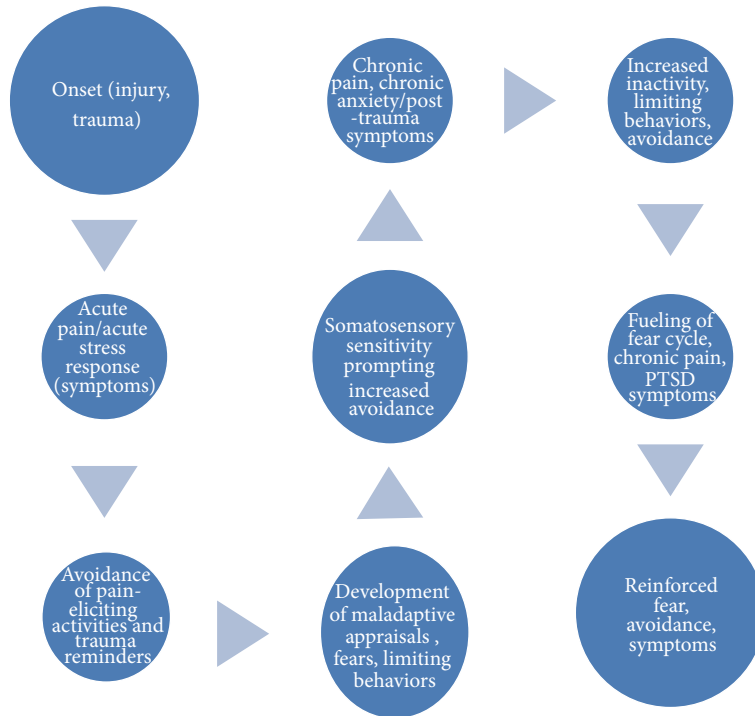 Onset (injury,
trauma)
Acute
pain/acute
stress
response
(symptoms)
Avoidance
of pain-
eliciting
activities and
trauma
reminders
Development
of maladaptive
appraisals ,
fears, limiting
behaviors
Somatosensory
sensitivity
prompting
increased
avoidance
Chronic
pain, chronic
anxiety/post
-trauma
symptoms
Increased
inactivity,
limiting
behaviors,
avoidance
Fueling of
fear cycle,
chronic pain,
PTSD
symptoms
Reinforced
fear,
avoidance,
symptoms